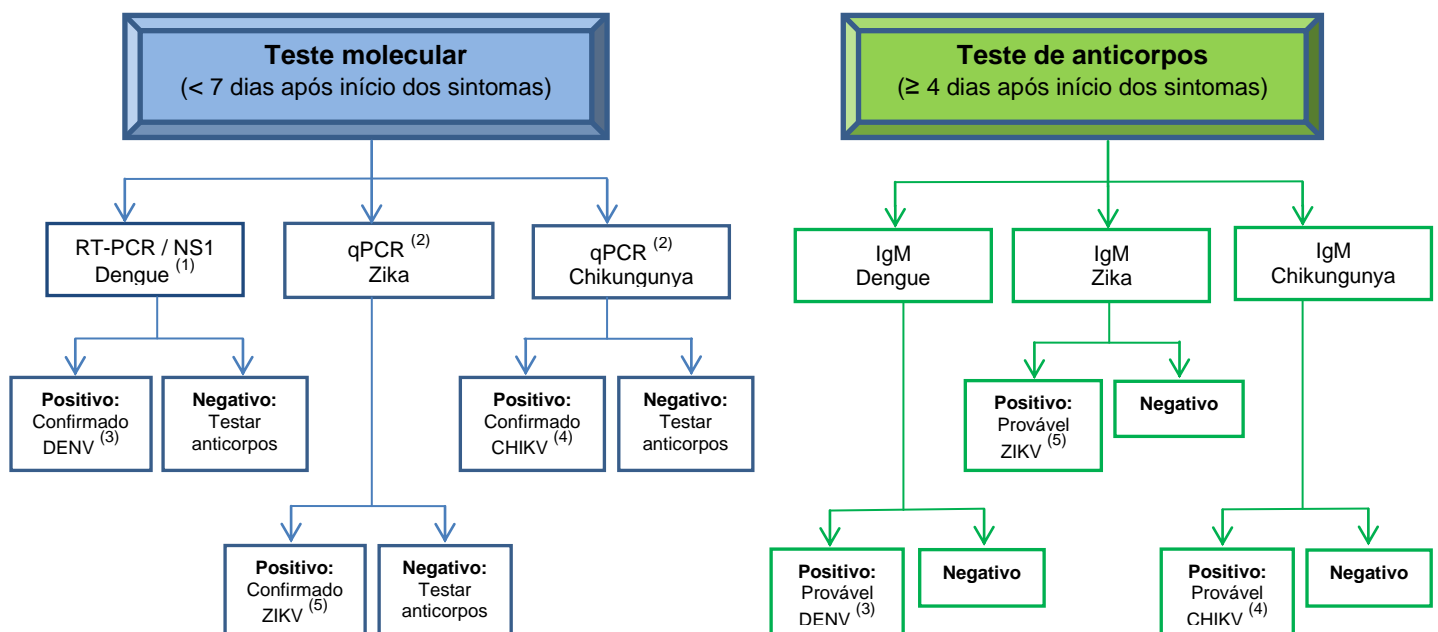 Teste molecular
(< 7 dias após início dos sintomas)
Teste de anticorpos
(≥ 4 dias após início dos sintomas)
RT-PCR / NS1
Dengue (1)
qPCR (2)
Zika
qPCR (2)
Chikungunya
IgM
Dengue
IgM
Zika
IgM
Chikungunya
Positivo:
Confirmado
DENV (3)
Negativo:
Testar
anticorpos
Positivo:
Confirmado
CHIKV (4)
Negativo:
Testar
anticorpos
Positivo:
Provável
ZIKV (5)
Negativo
Positivo:
Confirmado
ZIKV (5)
Negativo:
Testar
anticorpos
Positivo:
Provável
DENV (3)
Negativo
Positivo:
Provável
CHIKV (4)
Negativo